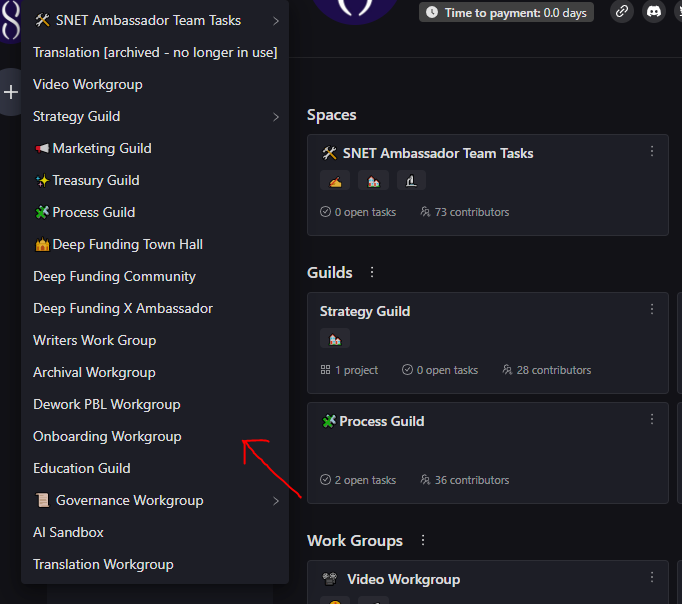 SNET Ambassador Team Tasks
Translation [archived - no longer in use]
Video Workgroup
Strategy Guild
Marketing Guild
Treasury Guild
Process Guild
Deep Funding Town Hall
Deep Funding Community
Deep Funding X Ambassador
Writers Work Group
Archival Workgroup
Dework PBL Workgroup
Onboarding Workgroup
Education Guild
Governance Workgroup
AI Sandbox
Translation Workgroup
Time to payment: 0.0 days
Spaces
SNET Ambassador Team Tasks
0 open tasks 73 contributors
Guilds
Strategy Guild
1 project 0 open tasks 28 contributors
Process Guild
2 open tasks 36 contributors
Work Groups
Video Workgroup